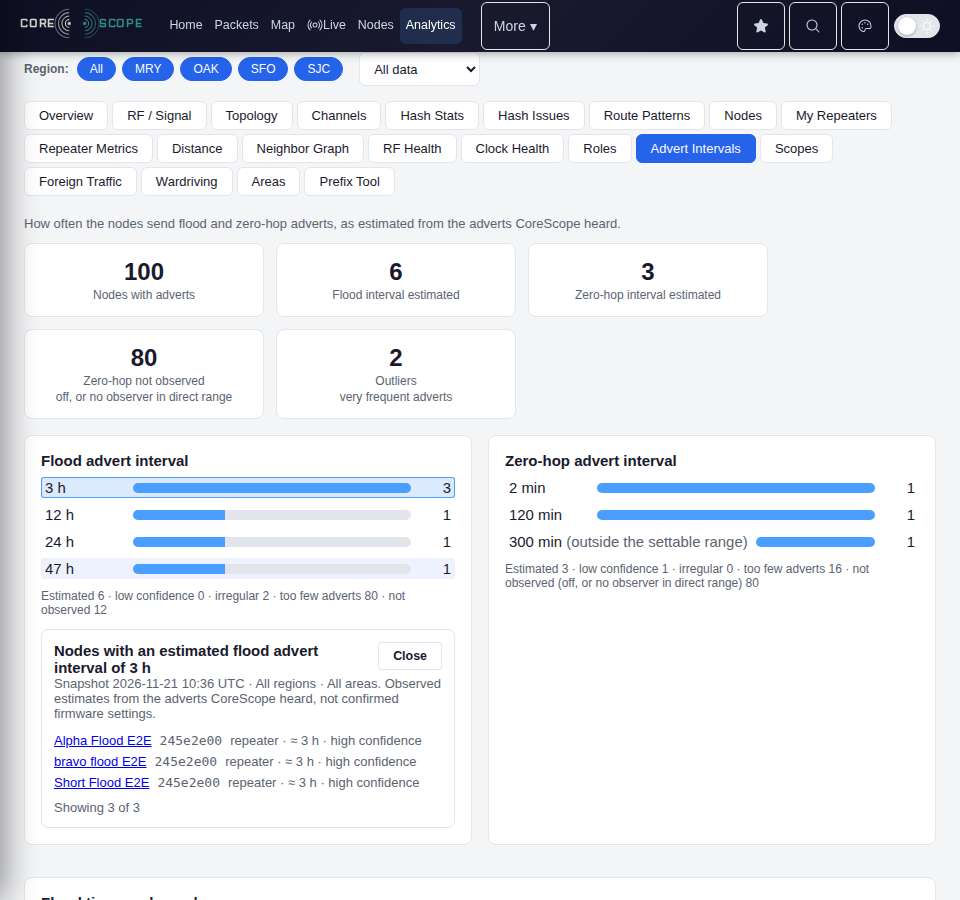 CORE SCOPE Home Packets Map Live Nodes Analytics More ▾
Region: All MRY OAK SFO SJC All data
Overview RF / Signal Topology Channels Hash Stats Hash Issues Route Patterns Nodes My Repeaters
Repeater Metrics Distance Neighbor Graph RF Health Clock Health Roles Advert Intervals Scopes
Foreign Traffic Wardriving Areas Prefix Tool
How often the nodes send flood and zero-hop adverts, as estimated from the adverts CoreScope heard.
100
Nodes with adverts
6
Flood interval estimated
3
Zero-hop interval estimated
80
Zero-hop not observed
off, or no observer in direct range
2
Outliers
very frequent adverts
Flood advert interval
3 h 3
12 h 1
24 h 1
47 h 1
Estimated 6 · low confidence 0 · irregular 2 · too few adverts 80 · not
observed 12
Nodes with an estimated flood advert
interval of 3 h
Close
Snapshot 2026-11-21 10:36 UTC · All regions · All areas. Observed
estimates from the adverts CoreScope heard, not confirmed
firmware settings.
Alpha Flood E2E 245e2e00 repeater · ≈ 3 h · high confidence
bravo flood E2E 245e2e00 repeater · ≈ 3 h · high confidence
Short Flood E2E 245e2e00 repeater · ≈ 3 h · high confidence
Showing 3 of 3
Zero-hop advert interval
2 min 1
120 min 1
300 min (outside the settable range) 1
Estimated 3 · low confidence 1 · irregular 0 · too few adverts 16 · not
observed (off, or no observer in direct range) 80